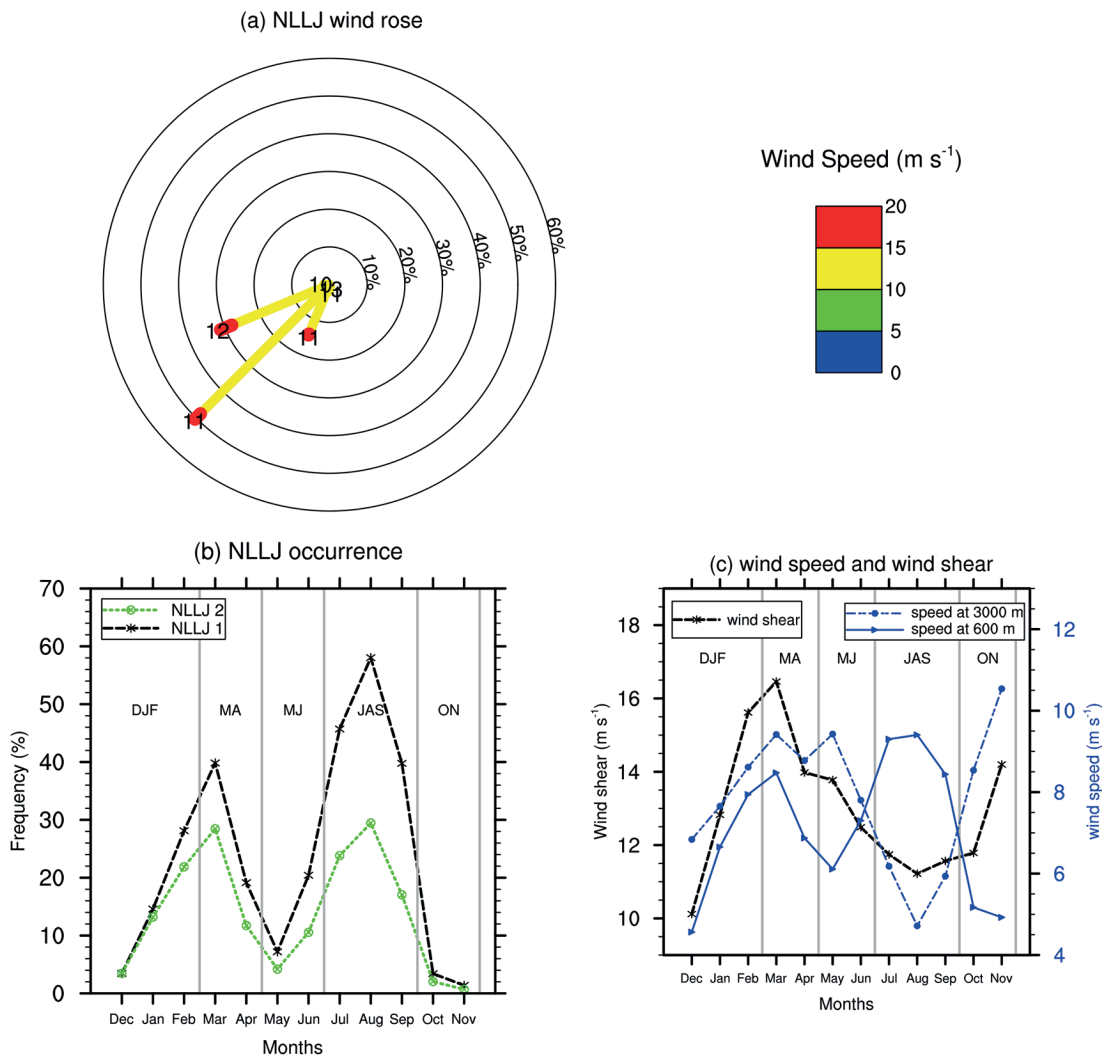 (a) NLLJ wind rose
10%
20%
30%
40%
50%
60%
10
13
11
12
11
11
Wind Speed (m s-1)
20
15
10
5
0
(b) NLLJ occurrence
Frequency (%)
70
60
50
40
30
20
10
0
NLLJ 2
NLLJ 1
DJF
MA
MJ
JAS
ON
Dec Jan Feb Mar Apr May Jun Jul Aug Sep Oct Nov
Months
(c) wind speed and wind shear
Wind shear (m s-1)
18
16
14
12
10
wind shear
speed at 3000 m
speed at 600 m
DJF
MA
MJ
JAS
ON
12
10
8
6
4
wind speed (m s-1)
Dec Jan Feb Mar Apr May Jun Jul Aug Sep Oct Nov
Months